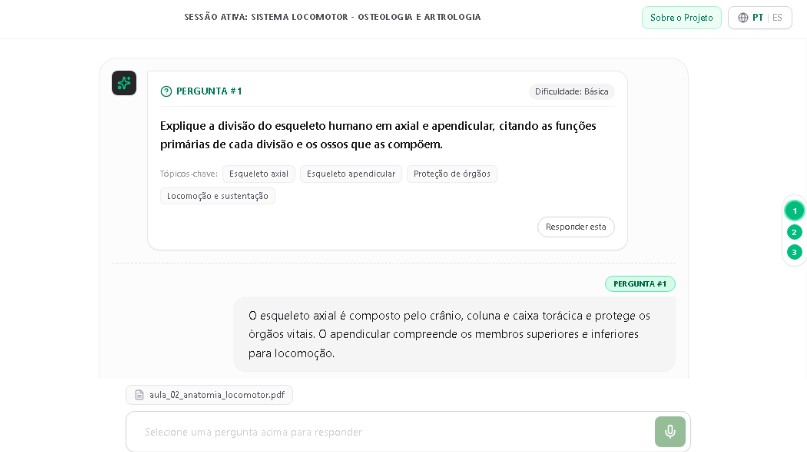 SESSÃO ATIVA: SISTEMA LOCOMOTOR - OSTEOLOGIA E ARTROLOGIA
Sobre o Projeto
PT | ES
PERGUNTA #1
Dificuldade: Básica
Explique a divisão do esqueleto humano em axial e apendicular, citando as funções
primárias de cada divisão e os ossos que as compõem.
Tópicos-chave: Esqueleto axial Esqueleto apendicular Proteção de órgãos
Locomoção e sustentação
Responder esta
1
2
3
PERGUNTA #1
O esqueleto axial é composto pelo crânio, coluna e caixa torácica e protege os
órgãos vitais. O apendicular compreende os membros superiores e inferiores
para locomoção.
aula_02_anatomia_locomotor.pdf
Selecione uma pergunta acima para responder